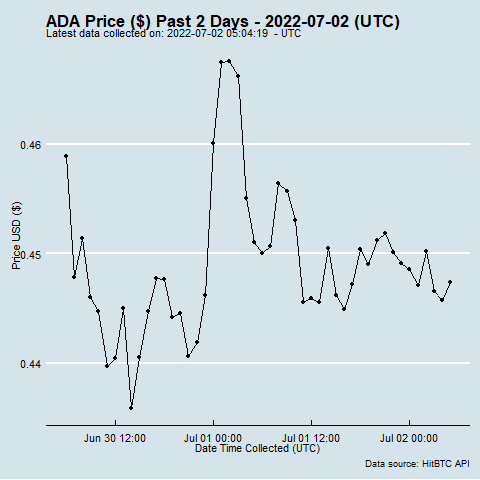 ADA Price ($) Past 2 Days - 2022-07-02 (UTC)
Latest data collected on: 2022-07-02 05:04:19 - UTC
0.46
0.45
0.44
Price USD ($)
Jun 30 12:00 Jul 01 00:00 Jul 01 12:00 Jul 02 00:00
Date Time Collected (UTC)
Data source: HitBTC API